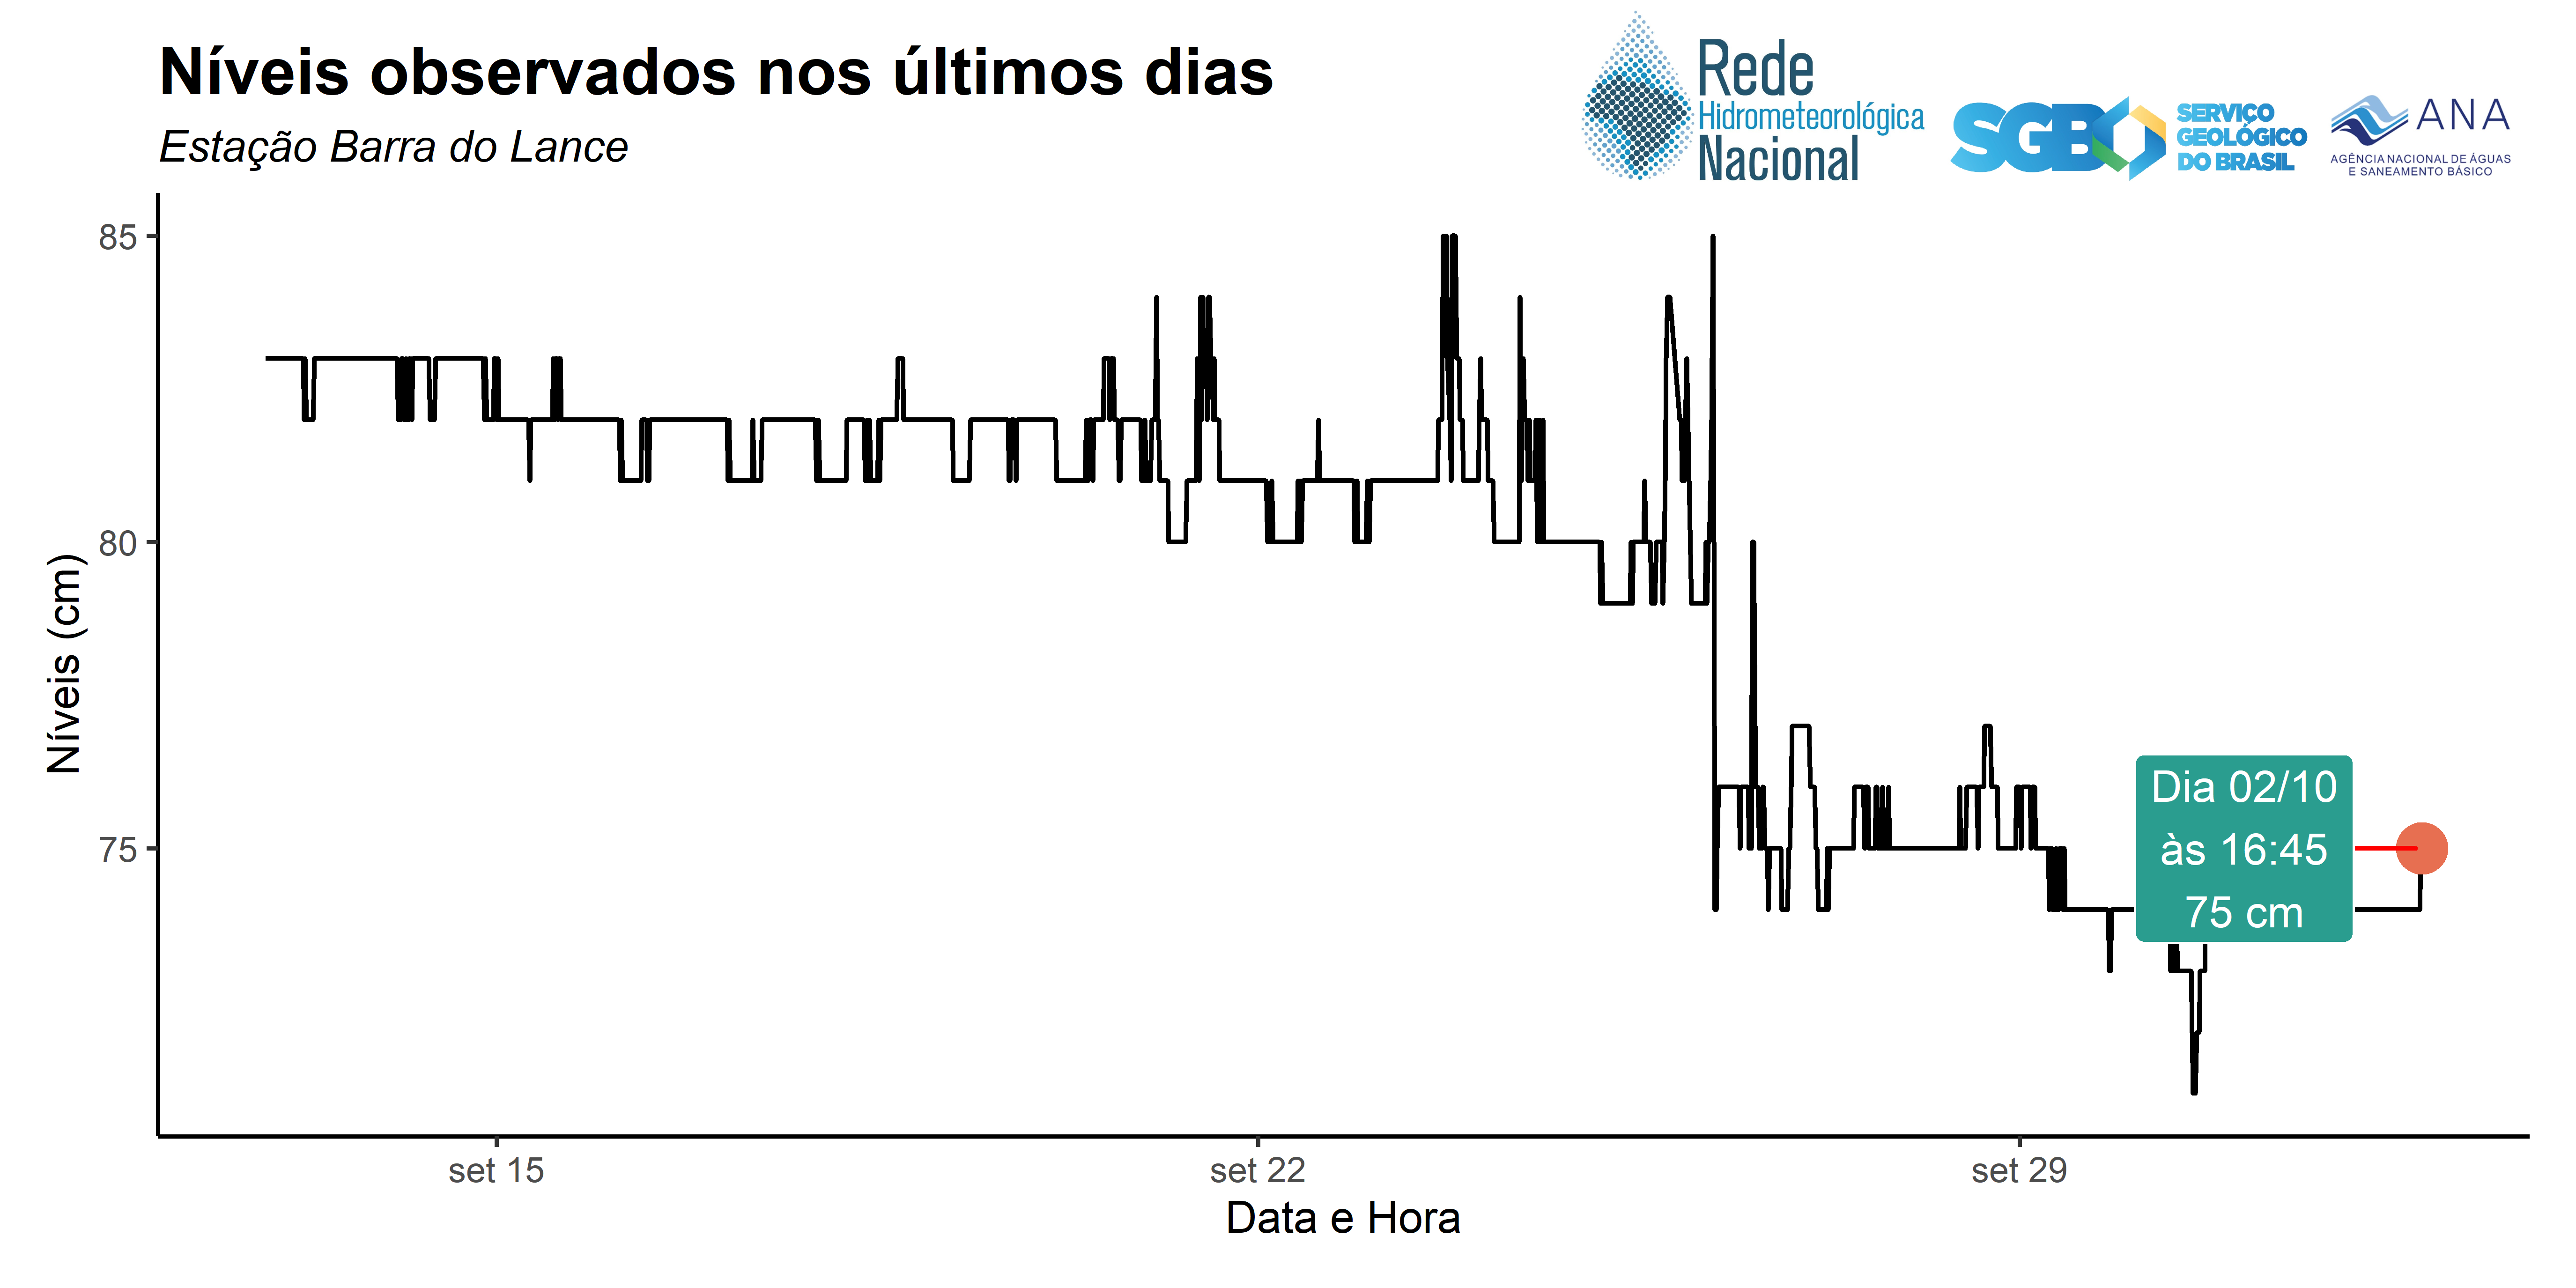 Níveis observados nos últimos dias
Estação Barra do Lance
Rede
Hidrometeorológica
Nacional
SGB
SERVIÇO
GEOLÓGICO
DO BRASIL
ANA
AGÊNCIA NACIONAL DE ÁGUAS
E SANEAMENTO BÁSICO
85
80
75
Níveis (cm)
Dia 02/10
às 16:45
75 cm
set 15
set 22
set 29
Data e Hora